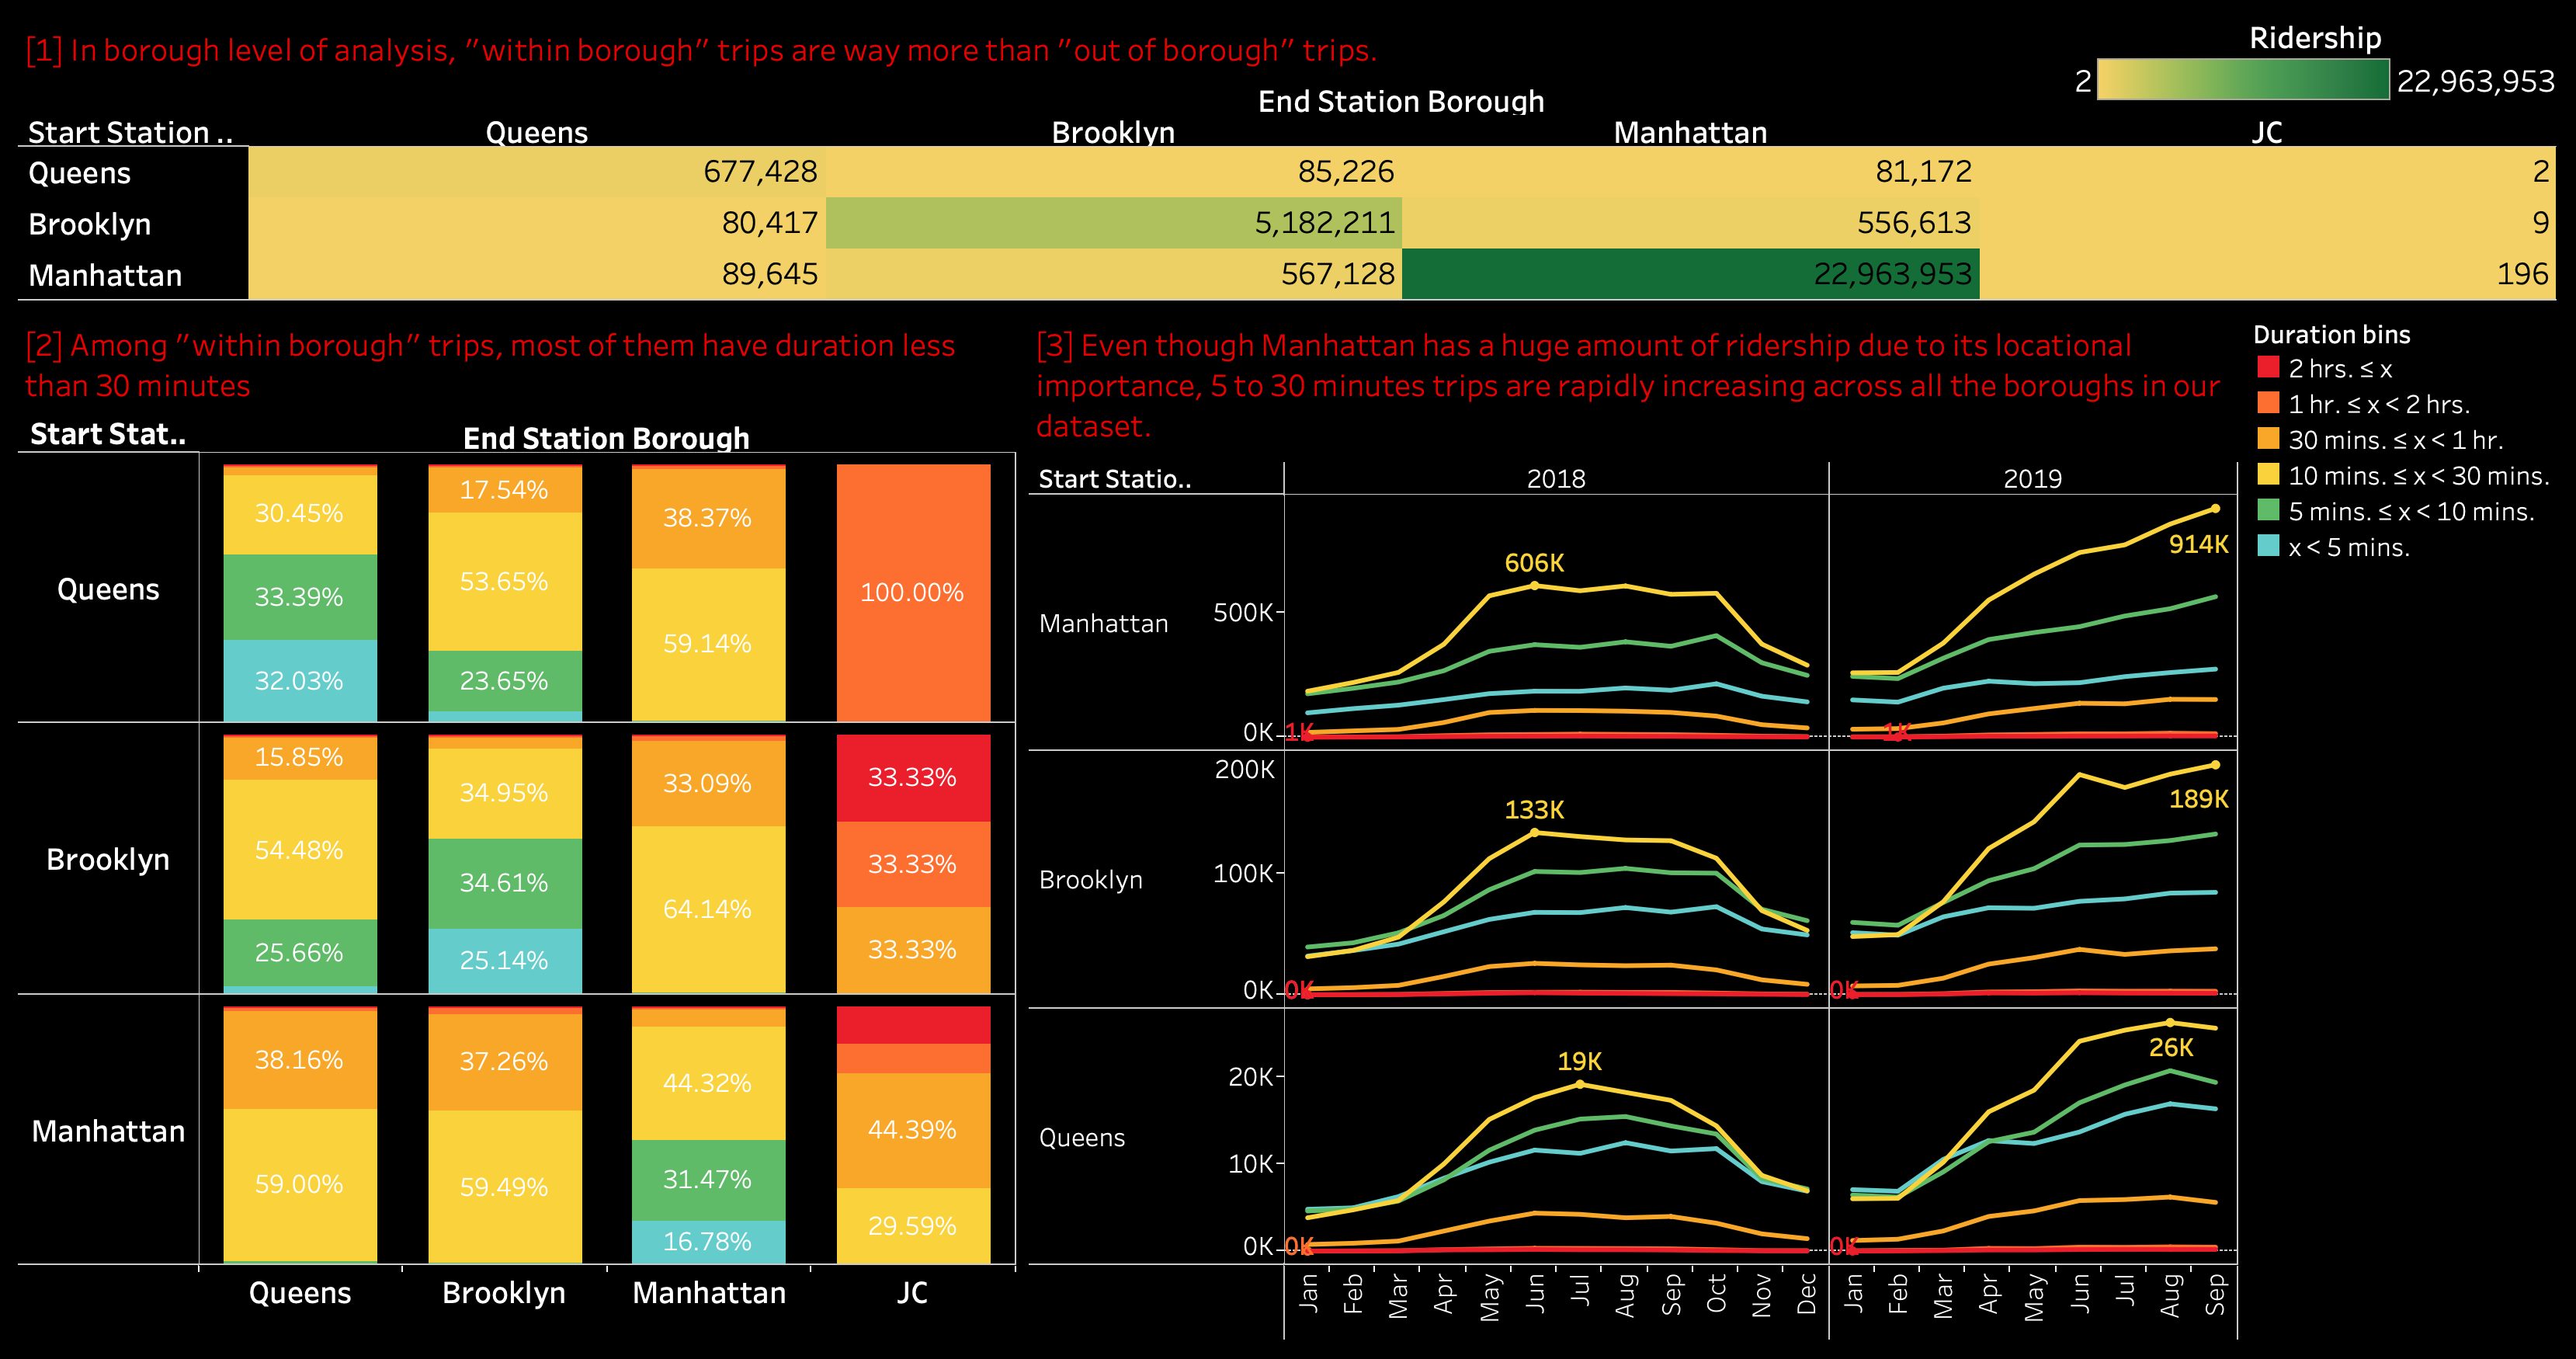 [1] In borough level of analysis, "within borough" trips are way more than "out of borough" trips.
Ridership
2 22,963,953
End Station Borough
Start Station .. Queens Brooklyn Manhattan JC
Queens 677,428 85,226 81,172 2
Brooklyn 80,417 5,182,211 556,613 9
Manhattan 89,645 567,128 22,963,953 196
[2] Among "within borough" trips, most of them have duration less
than 30 minutes
Start Stat.. End Station Borough
Queens
30.45%
33.39%
32.03%
17.54%
53.65%
23.65%
38.37%
59.14%
100.00%
Brooklyn
15.85%
54.48%
25.66%
34.95%
34.61%
25.14%
33.09%
64.14%
33.33%
33.33%
33.33%
Manhattan
38.16%
59.00%
37.26%
59.49%
44.32%
31.47%
16.78%
44.39%
29.59%
Queens Brooklyn Manhattan JC
[3] Even though Manhattan has a huge amount of ridership due to its locational
importance, 5 to 30 minutes trips are rapidly increasing across all the boroughs in our
dataset.
Start Statio.. 2018 2019
Manhattan
500K
0K
606K
914K
1K
1K
Brooklyn
200K
100K
0K
133K
189K
0K
0K
Queens
20K
10K
0K
19K
26K
0K
0K
Jan Feb Mar Apr May Jun Jul Aug Sep Oct Nov Dec Jan Feb Mar Apr May Jun Jul Aug Sep
Duration bins
2 hrs. ≤ x
1 hr. ≤ x < 2 hrs.
30 mins. ≤ x < 1 hr.
10 mins. ≤ x < 30 mins.
5 mins. ≤ x < 10 mins.
x < 5 mins.